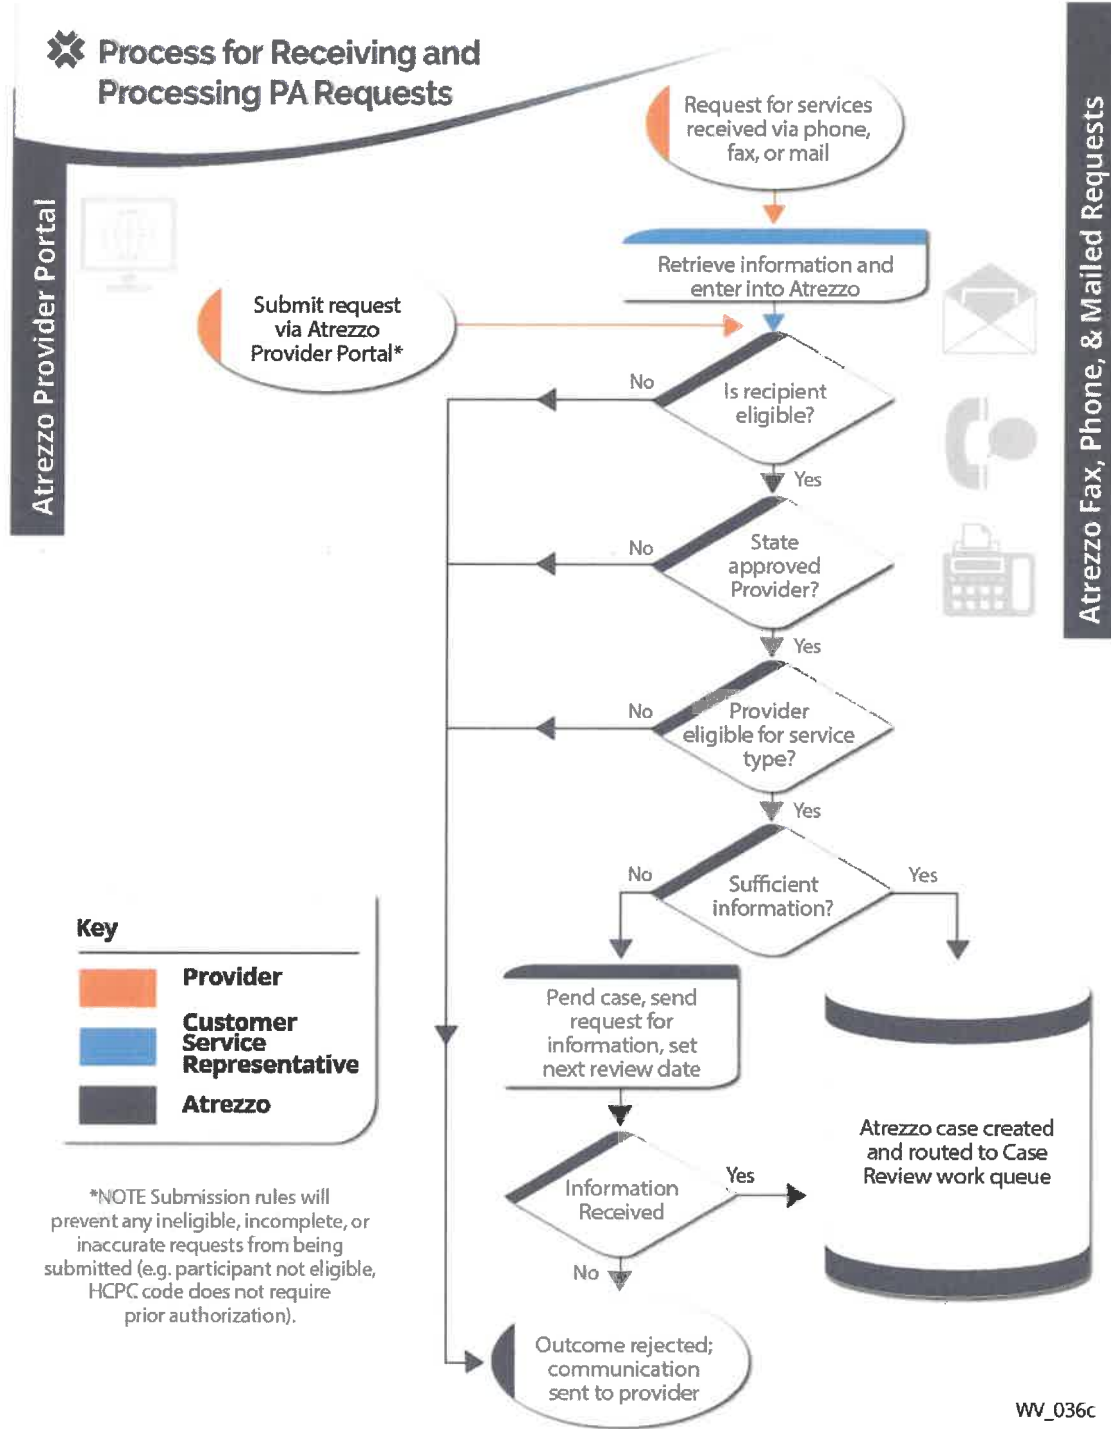 Process for Receiving and
Processing PA Requests
Atrezzo Provider Portal
Atrezzo Fax, Phone, & Mailed Requests
Request for services
received via phone,
fax, or mail
Retrieve information and
enter into Atrezzo
Submit request
via Atrezzo
Provider Portal*
Is recipient
eligible?
No
Yes
State
approved
Provider?
No
Yes
Provider
eligible for service
type?
No
Yes
Sufficient
information?
No
Yes
Pend case, send
request for
information, set
next review date
Information
Received
Yes
No
Atrezzo case created
and routed to Case
Review work queue
Outcome rejected;
communication
sent to provider
Key
Provider
Customer
Service
Representative
Atrezzo
*NOTE Submission rules will
prevent any ineligible, incomplete, or
inaccurate requests from being
submitted (e.g. participant not eligible,
HCPC code does not require
prior authorization).
WV_036c